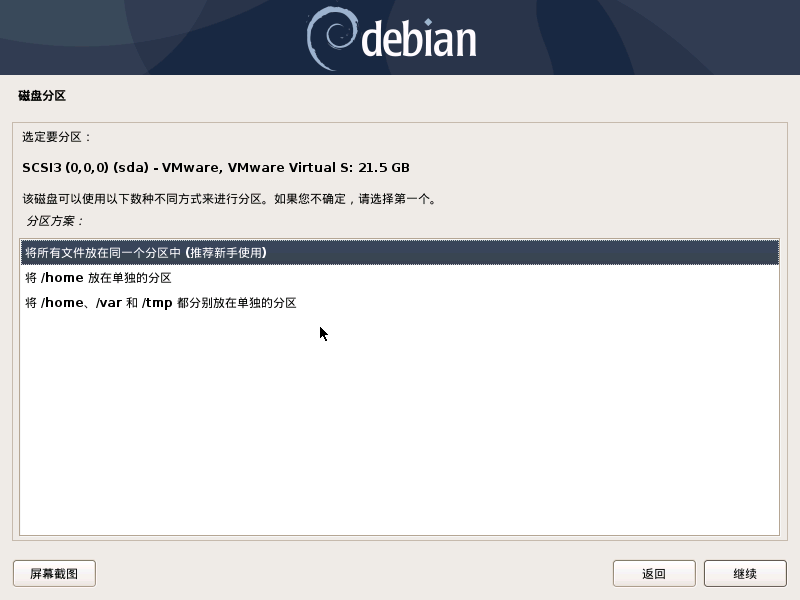 debian
磁盘分区
选定要分区：
SCSI3 (0,0,0) (sda) - VMware, VMware Virtual S: 21.5 GB
该磁盘可以使用以下数种不同方式来进行分区。如果您不确定，请选择第一个。
分区方案：
将所有文件放在同一个分区中 (推荐新手使用)
将 /home 放在单独的分区
将 /home、/var 和 /tmp 都分别放在单独的分区
屏幕截图
返回
继续